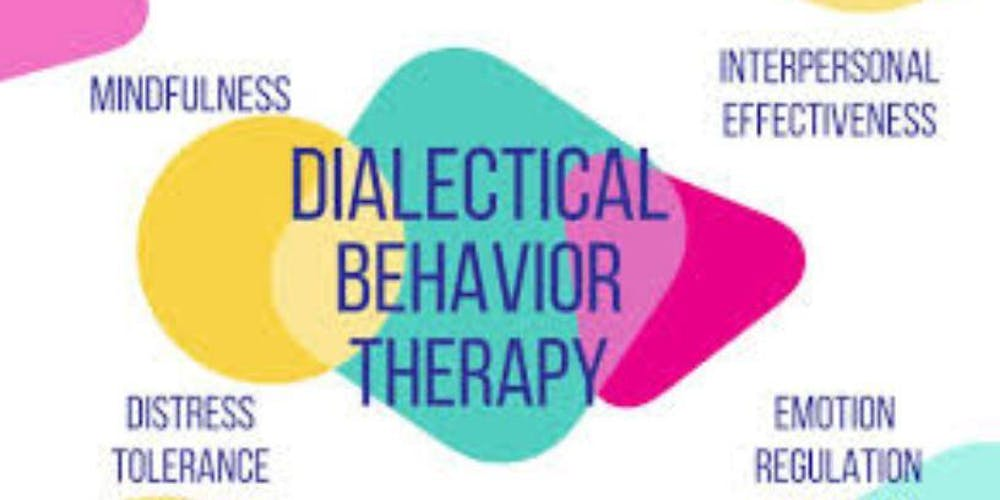 MINDFULNESS
INTERPERSONAL
EFFECTIVENESS
DIALECTICAL
BEHAVIOR
THERAPY
DISTRESS
TOLERANCE
EMOTION
REGULATION